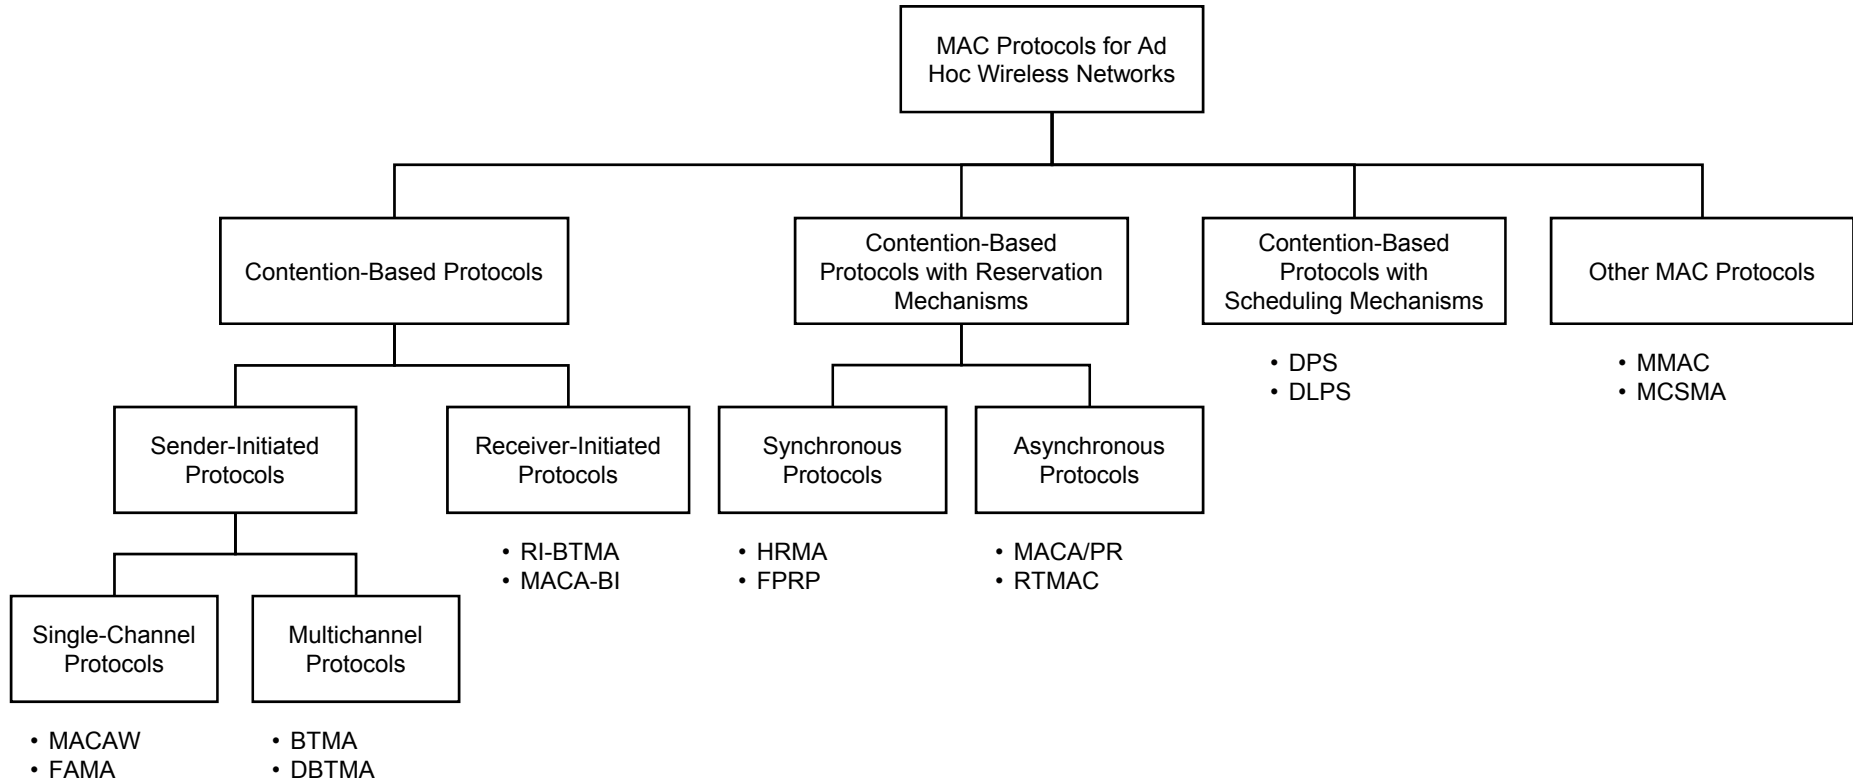 MAC Protocols for Ad
Hoc Wireless Networks
Contention-Based Protocols
Contention-Based
Protocols with Reservation
Mechanisms
Contention-Based
Protocols with
Scheduling Mechanisms
Other MAC Protocols
• DPS
• DLPS
• MMAC
• MCSMA
Sender-Initiated
Protocols
Receiver-Initiated
Protocols
Synchronous
Protocols
Asynchronous
Protocols
• RI-BTMA
• MACA-BI
• HRMA
• FPRP
• MACA/PR
• RTMAC
Single-Channel
Protocols
Multichannel
Protocols
• MACAW
• FAMA
• BTMA
• DBTMA